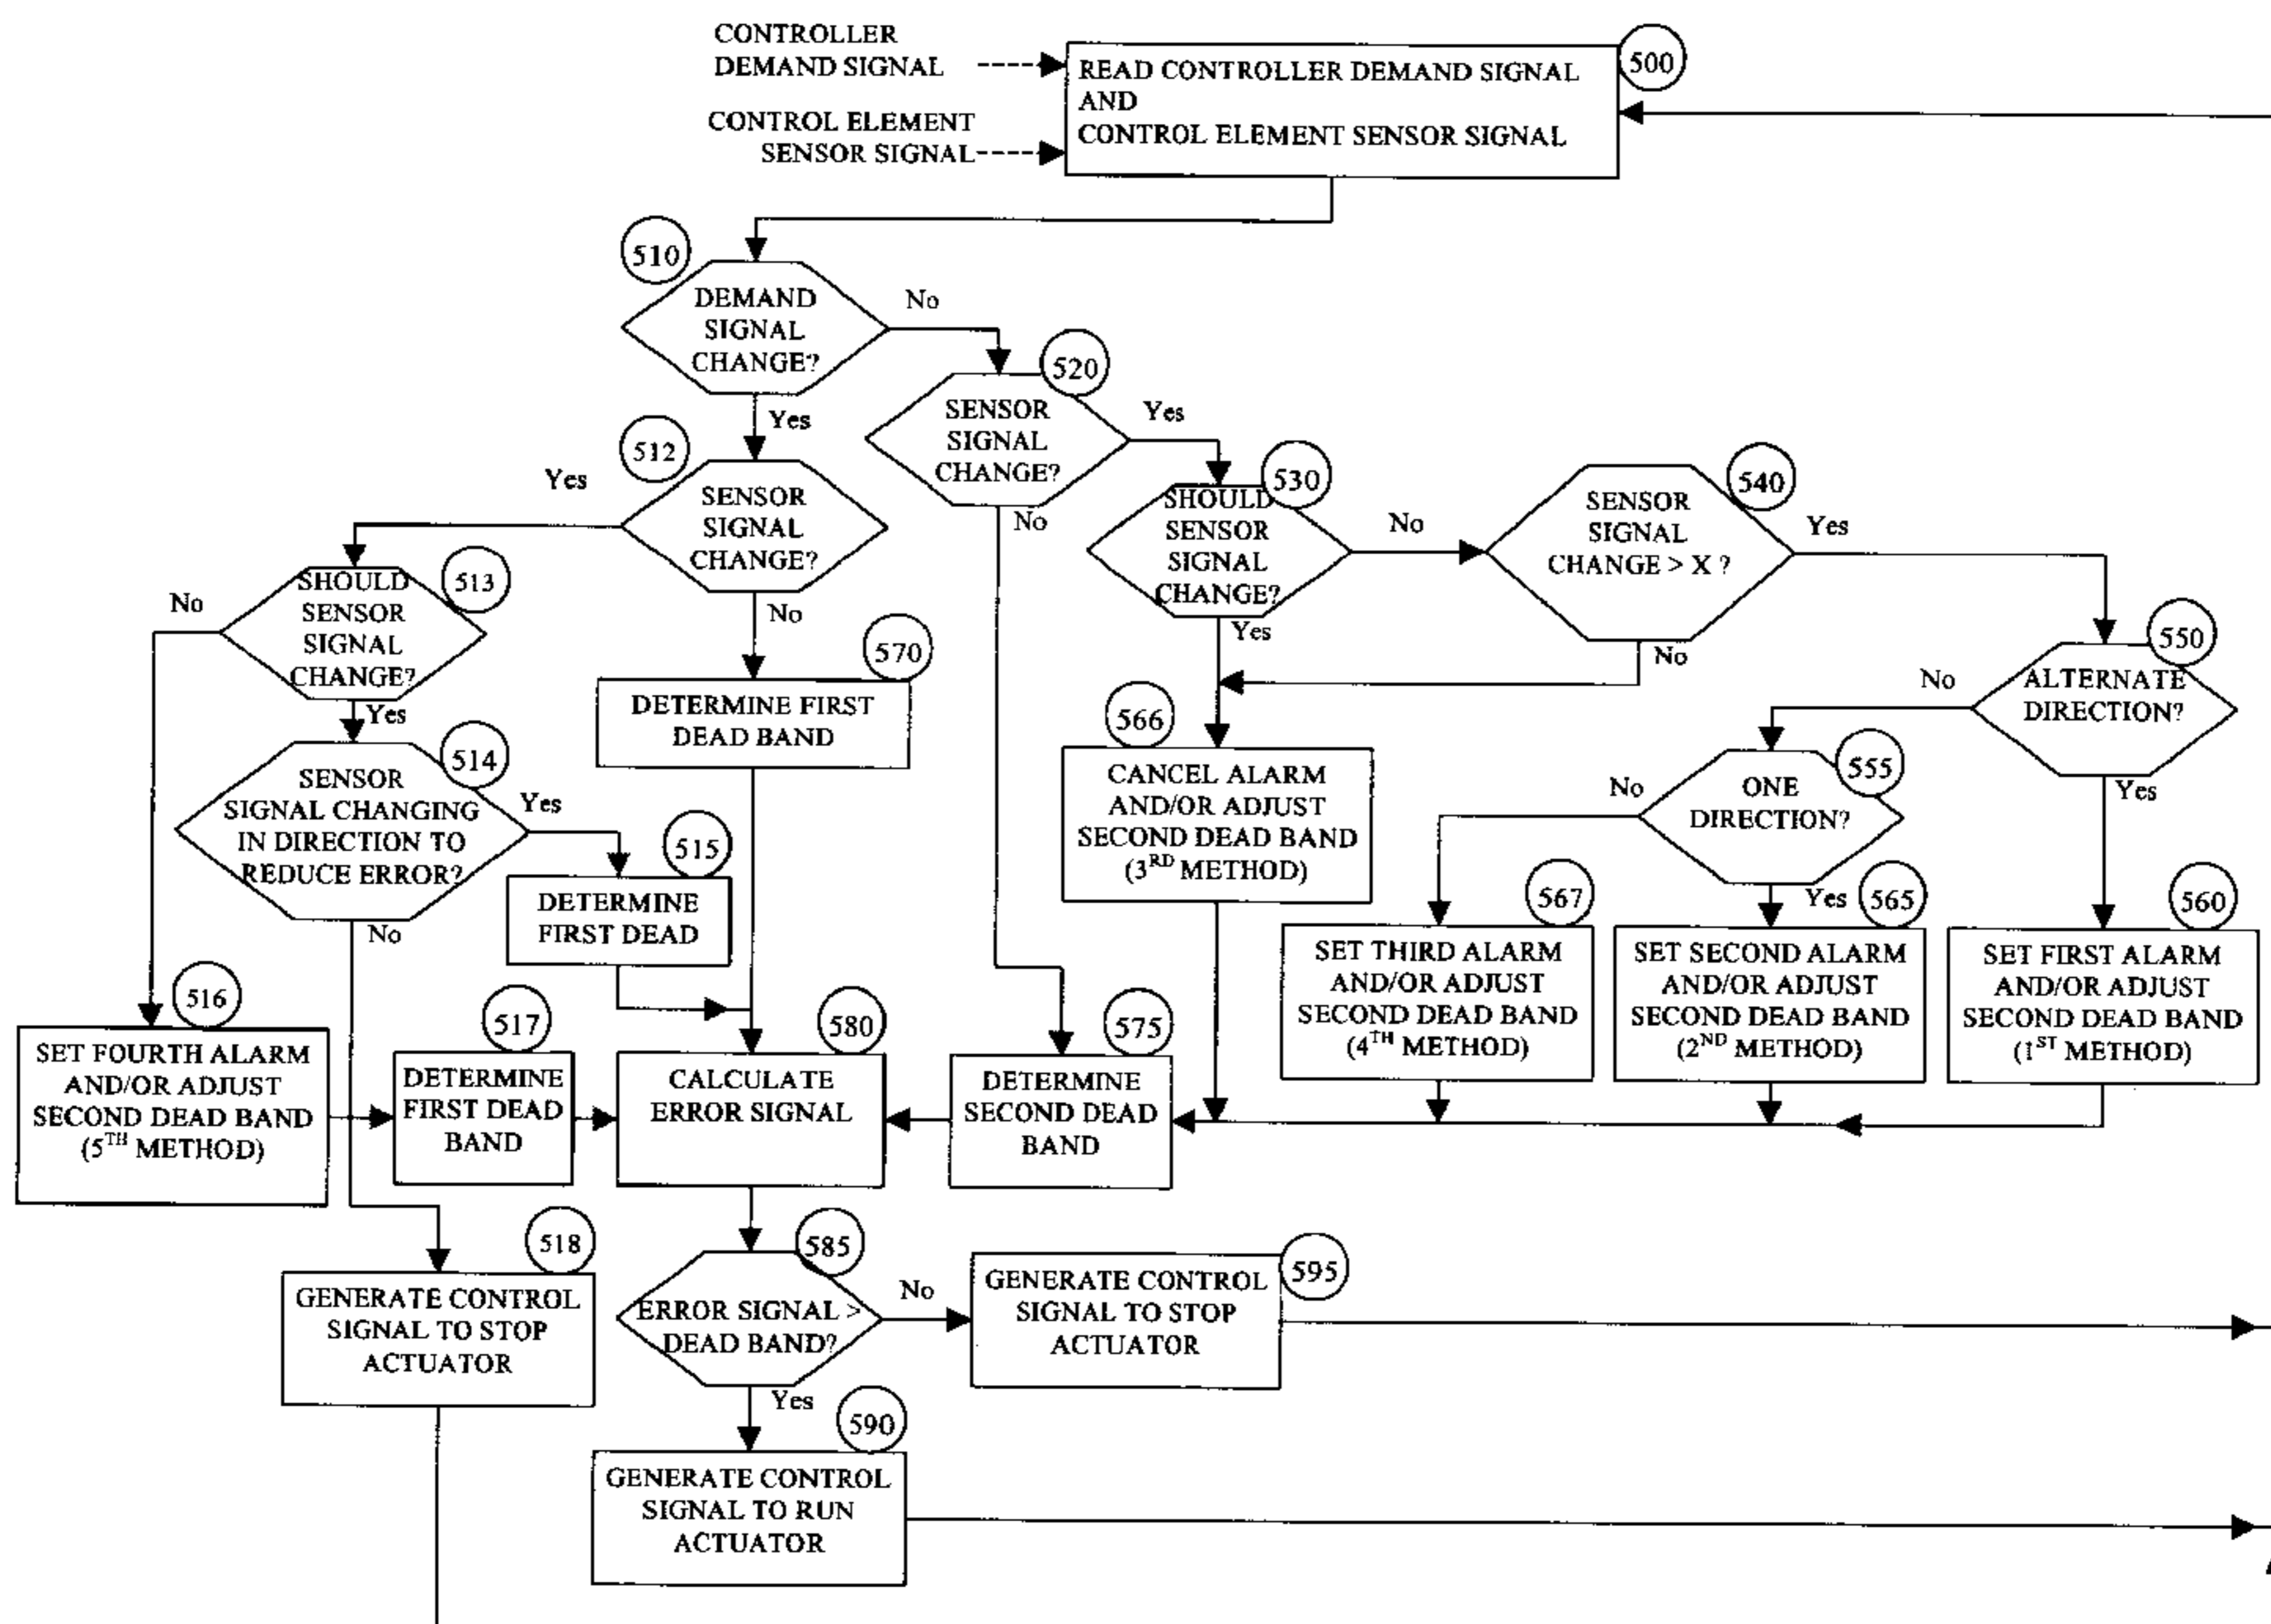 CONTROLLER
DEMAND SIGNAL
CONTROL ELEMENT
SENSOR SIGNAL
READ CONTROLLER DEMAND SIGNAL
AND
CONTROL ELEMENT SENSOR SIGNAL
500
510
DEMAND
SIGNAL
CHANGE?
No
Yes
520
SENSOR
SIGNAL
CHANGE?
Yes
No
512
SENSOR
SIGNAL
CHANGE?
Yes
No
530
SHOULD
SENSOR
SIGNAL
CHANGE?
No
Yes
540
SENSOR
SIGNAL
CHANGE > X ?
Yes
No
513
SHOULD
SENSOR
SIGNAL
CHANGE?
No
Yes
570
DETERMINE FIRST
DEAD BAND
550
ALTERNATE
DIRECTION?
No
Yes
514
SENSOR
SIGNAL CHANGING
IN DIRECTION TO
REDUCE ERROR?
Yes
No
566
CANCEL ALARM
AND/OR ADJUST
SECOND DEAD BAND
(3RD METHOD)
555
ONE
DIRECTION?
No
Yes
515
DETERMINE
FIRST DEAD
567
SET THIRD ALARM
AND/OR ADJUST
SECOND DEAD BAND
(4TH METHOD)
565
SET SECOND ALARM
AND/OR ADJUST
SECOND DEAD BAND
(2ND METHOD)
560
SET FIRST ALARM
AND/OR ADJUST
SECOND DEAD BAND
(1ST METHOD)
516
SET FOURTH ALARM
AND/OR ADJUST
SECOND DEAD BAND
(5TH METHOD)
517
DETERMINE
FIRST DEAD
BAND
580
CALCULATE
ERROR SIGNAL
575
DETERMINE
SECOND DEAD
BAND
518
GENERATE CONTROL
SIGNAL TO STOP
ACTUATOR
585
ERROR SIGNAL >
DEAD BAND?
No
Yes
595
GENERATE CONTROL
SIGNAL TO STOP
ACTUATOR
590
GENERATE CONTROL
SIGNAL TO RUN
ACTUATOR